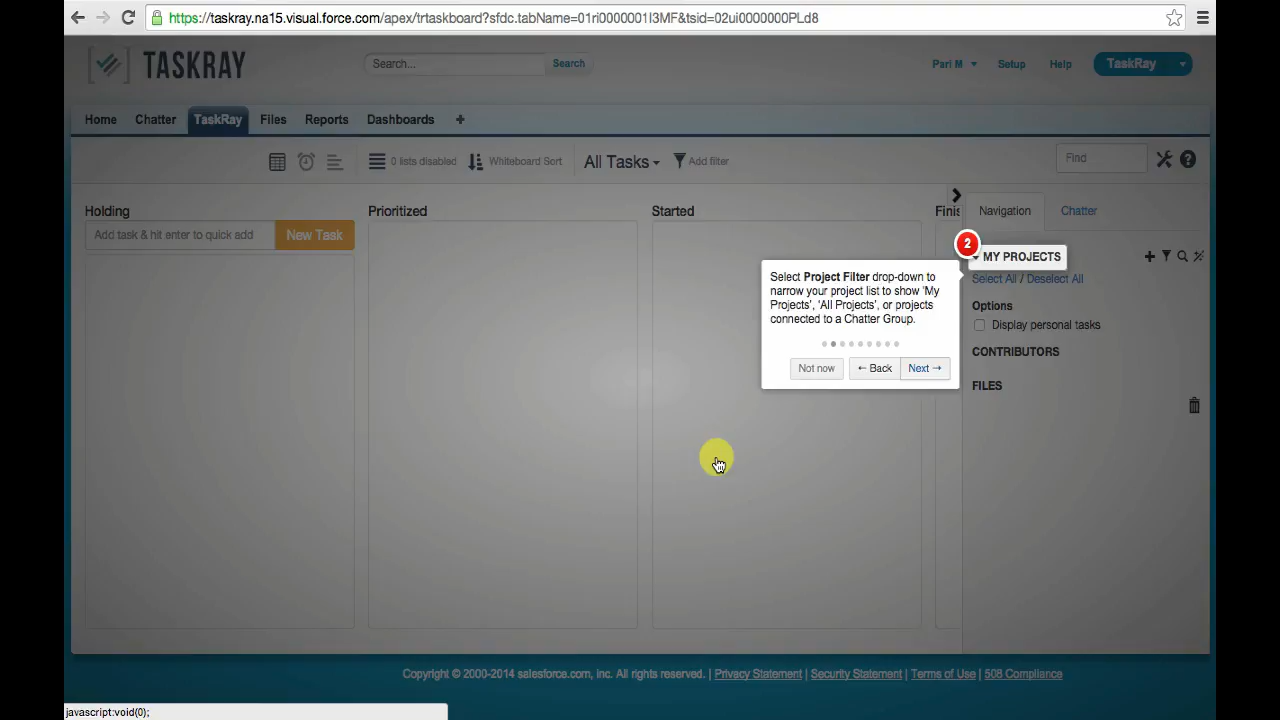 https://taskray.na15.visual.force.com/apex/trtaskboard?sfdc.tabName=01ri0000001I3MF&tsid=02ui0000000PLd8
TASKRAY
Search...
Search
Pari M
Setup
Help
TaskRay
Home
Chatter
TaskRay
Files
Reports
Dashboards
+
0 lists disabled
Whiteboard Sort
All Tasks
Add filter
Find
Holding
Prioritized
Started
Finis
Navigation
Chatter
Add task & hit enter to quick add
New Task
2
MY PROJECTS
Select All / Deselect All
Select Project Filter drop-down to
narrow your project list to show 'My
Projects', 'All Projects', or projects
connected to a Chatter Group.
Not now
← Back
Next →
Options
Display personal tasks
CONTRIBUTORS
FILES
Copyright © 2000-2014 salesforce.com, inc. All rights reserved. | Privacy Statement | Security Statement | Terms of Use | 508 Compliance
javascript:void(0);